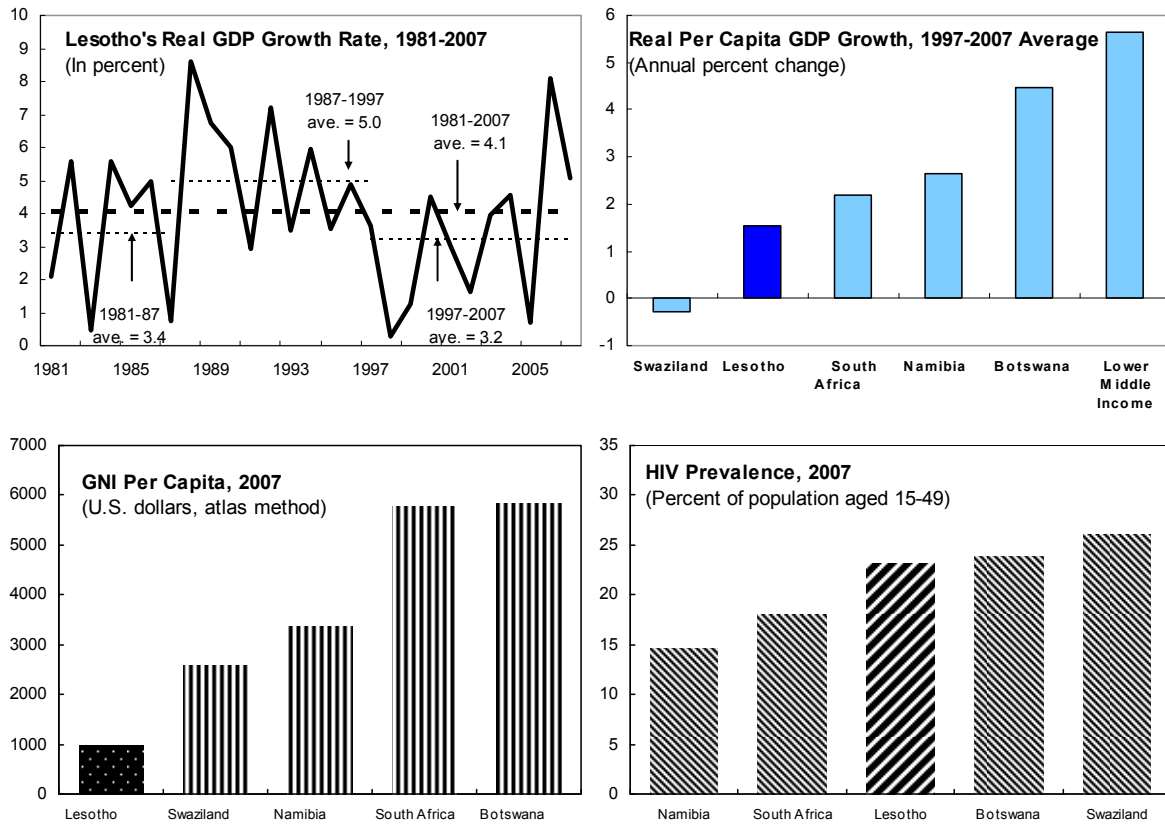 Lesotho's Real GDP Growth Rate, 1981-2007
(In percent)
10
9
8
7
6
5
4
3
2
1
0
1987-1997
ave. = 5.0
1981-2007
ave. = 4.1
1981-87
ave. = 3.4
1997-2007
ave. = 3.2
1981 1985 1989 1993 1997 2001 2005
Real Per Capita GDP Growth, 1997-2007 Average
(Annual percent change)
6
5
4
3
2
1
0
-1
Swaziland Lesotho South Namibia Botswana Lower
Africa Middle
Income
GNI Per Capita, 2007
(U.S. dollars, atlas method)
7000
6000
5000
4000
3000
2000
1000
0
Lesotho Swaziland Namibia South Africa Botswana
HIV Prevalence, 2007
(Percent of population aged 15-49)
35
30
25
20
15
10
5
0
Namibia South Africa Lesotho Botswana Swaziland